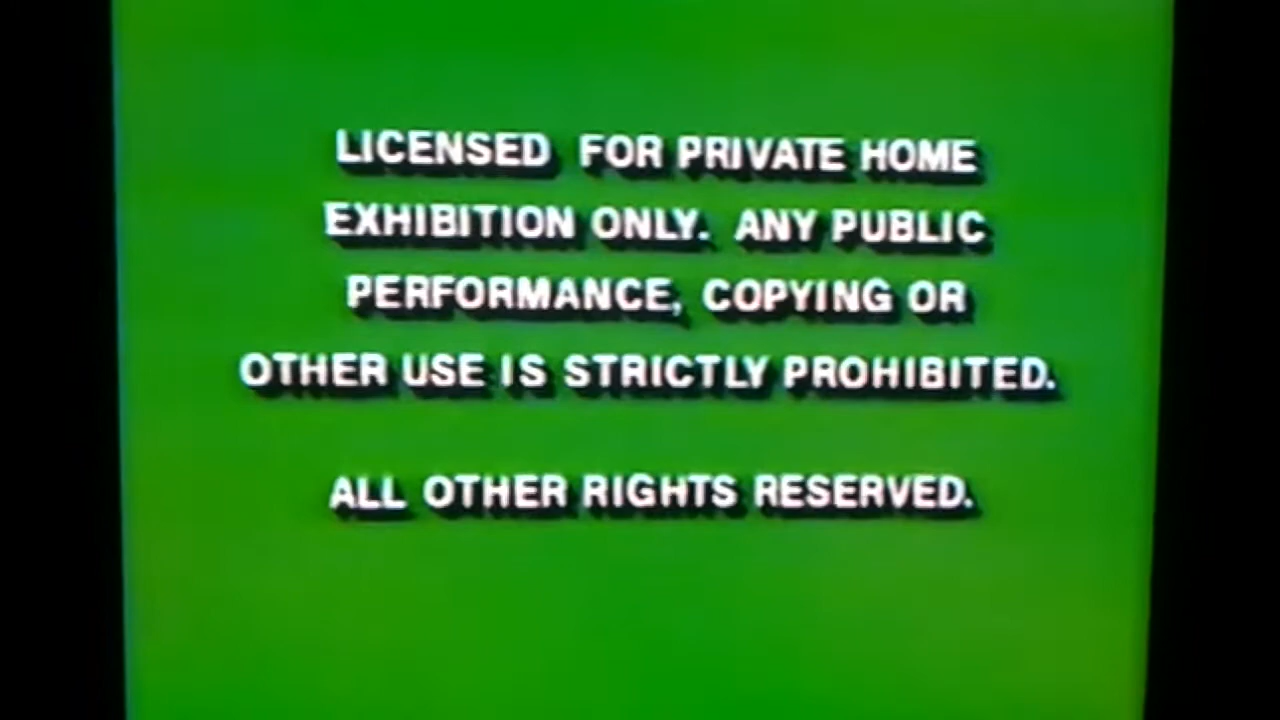 LICENSED FOR PRIVATE HOME
EXHIBITION ONLY. ANY PUBLIC
PERFORMANCE, COPYING OR
OTHER USE IS STRICTLY PROHIBITED.
ALL OTHER RIGHTS RESERVED.